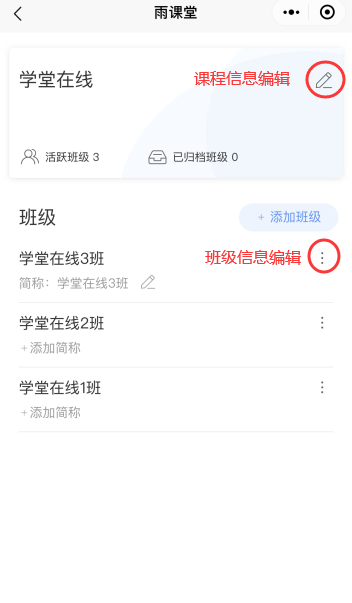 雨课堂
学堂在线 课程信息编辑
活跃班级 3 已归档班级 0
班级 + 添加班级
学堂在线3班 班级信息编辑
简称：学堂在线3班
学堂在线2班
+添加简称
学堂在线1班
+添加简称